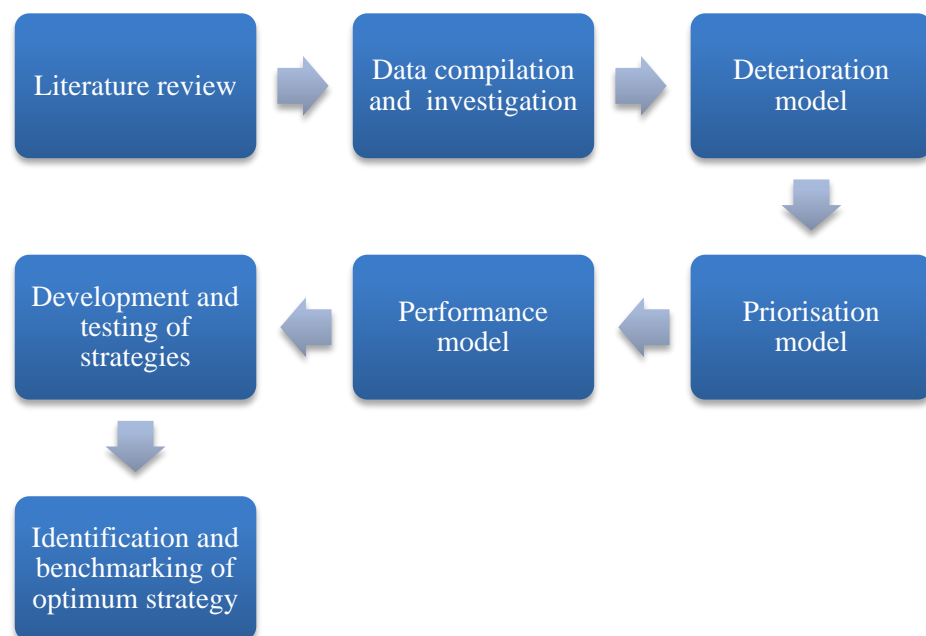 Literature review
Data compilation
and investigation
Deterioration
model
Priorisation
model
Performance
model
Development and
testing of
strategies
Identification and
benchmarking of
optimum strategy